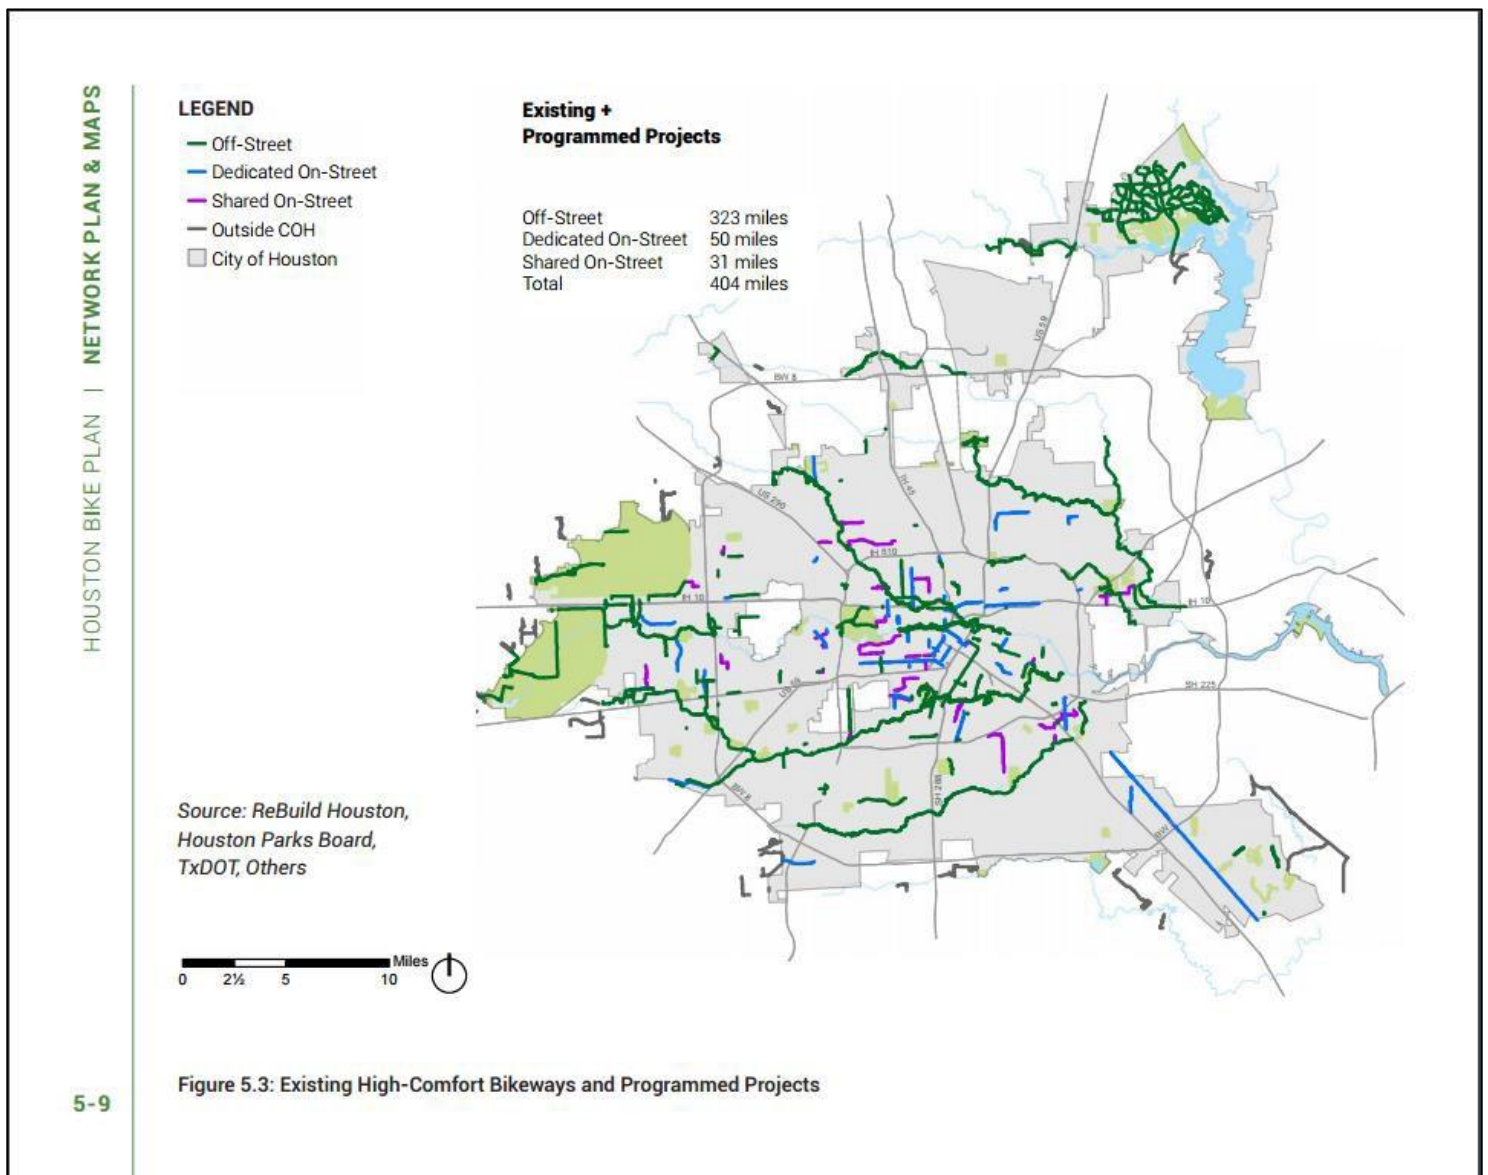 HOUSTON BIKE PLAN | NETWORK PLAN & MAPS
LEGEND
Off-Street
Dedicated On-Street
Shared On-Street
Outside COH
City of Houston
Existing +
Programmed Projects
Off-Street 323 miles
Dedicated On-Street 50 miles
Shared On-Street 31 miles
Total 404 miles
US 59
BW 8
US 290
IH 45
IH 610
IH 10
IH 10
US 59
SH 225
SH 288
BW 8
BW
Source: ReBuild Houston,
Houston Parks Board,
TxDOT, Others
Miles
0 2½ 5 10
Figure 5.3: Existing High-Comfort Bikeways and Programmed Projects
5-9